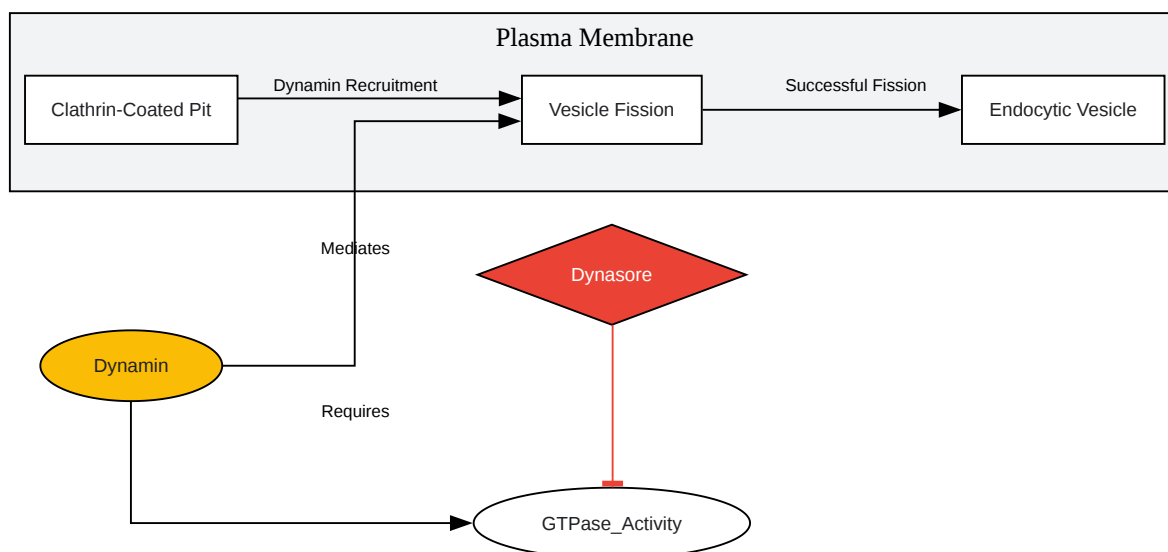 Plasma Membrane
Clathrin-Coated Pit
Dynamin Recruitment
Vesicle Fission
Successful Fission
Endocytic Vesicle
Mediates
Dynasore
Dynamin
Requires
GTPase_Activity